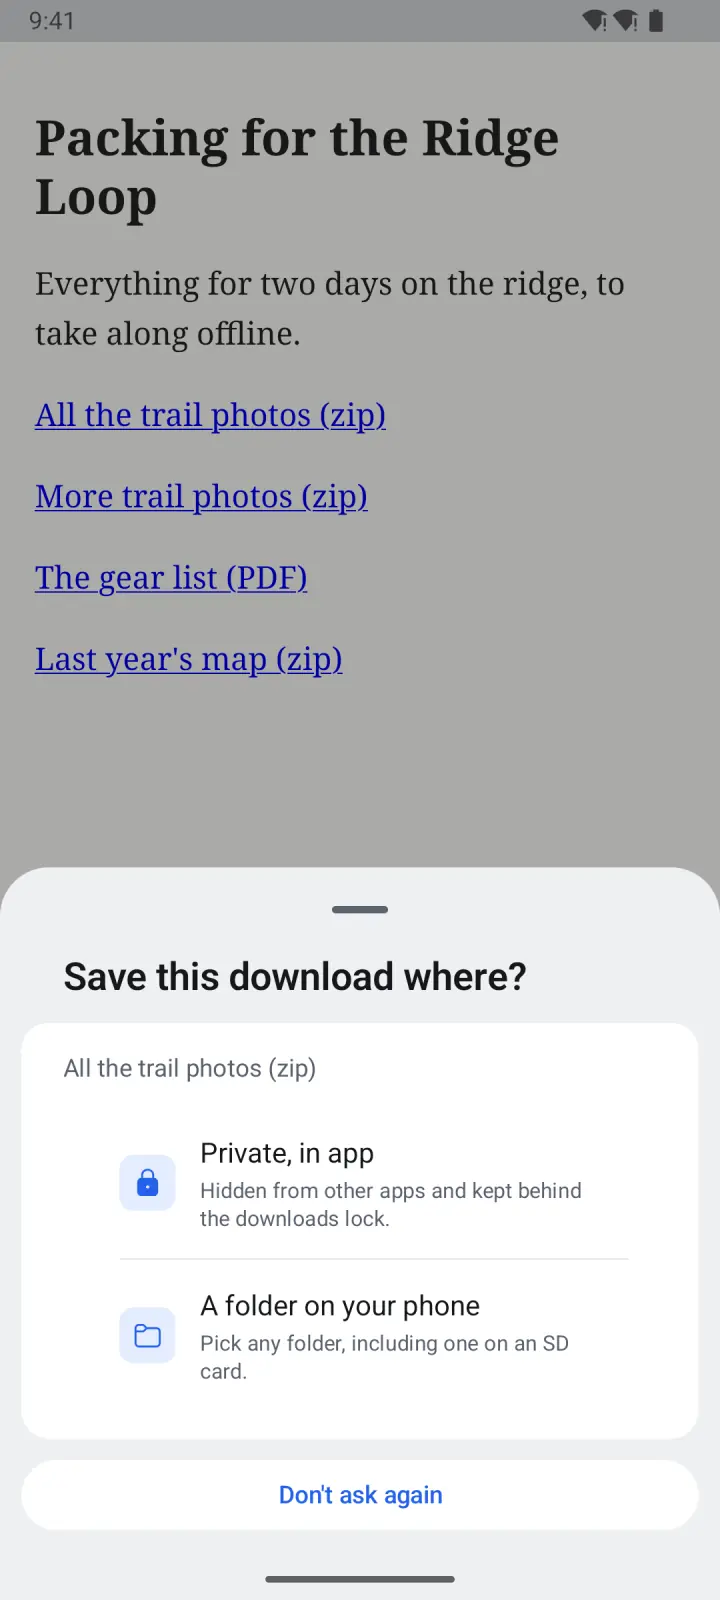 9:41
Packing for the Ridge
Loop
Everything for two days on the ridge, to
take along offline.
All the trail photos (zip)
More trail photos (zip)
The gear list (PDF)
Last year's map (zip)
Save this download where?
All the trail photos (zip)
Private, in app
Hidden from other apps and kept behind
the downloads lock.
A folder on your phone
Pick any folder, including one on an SD
card.
Don't ask again